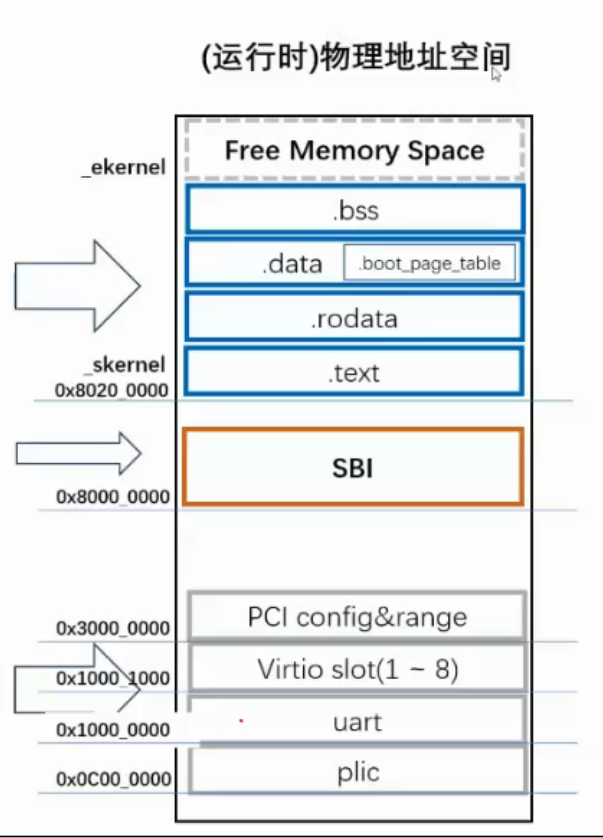 (运行时)物理地址空间
Free Memory Space
_ekernel
.bss
.data
.boot_page_table
.rodata
_skernel
.text
0x8020_0000
SBI
0x8000_0000
PCI config&range
0x3000_0000
Virtio slot(1 ~ 8)
0x1000_1000
uart
0x1000_0000
plic
0x0C00_0000